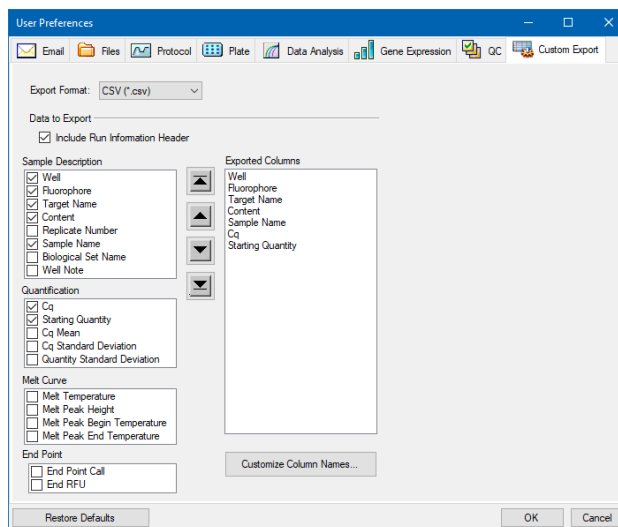 User Preferences
Email Files Protocol Plate Data Analysis Gene Expression QC Custom Export
Export Format: CSV (*.csv)
Data to Export
Include Run Information Header
Sample Description
Well
Fluorophore
Target Name
Content
Replicate Number
Sample Name
Biological Set Name
Well Note
Quantification
Cq
Starting Quantity
Cq Mean
Cq Standard Deviation
Quantity Standard Deviation
Melt Curve
Melt Temperature
Melt Peak Height
Melt Peak Begin Temperature
Melt Peak End Temperature
End Point
End Point Call
End RFU
Exported Columns
Well
Fluorophore
Target Name
Content
Sample Name
Cq
Starting Quantity
Customize Column Names...
Restore Defaults OK Cancel